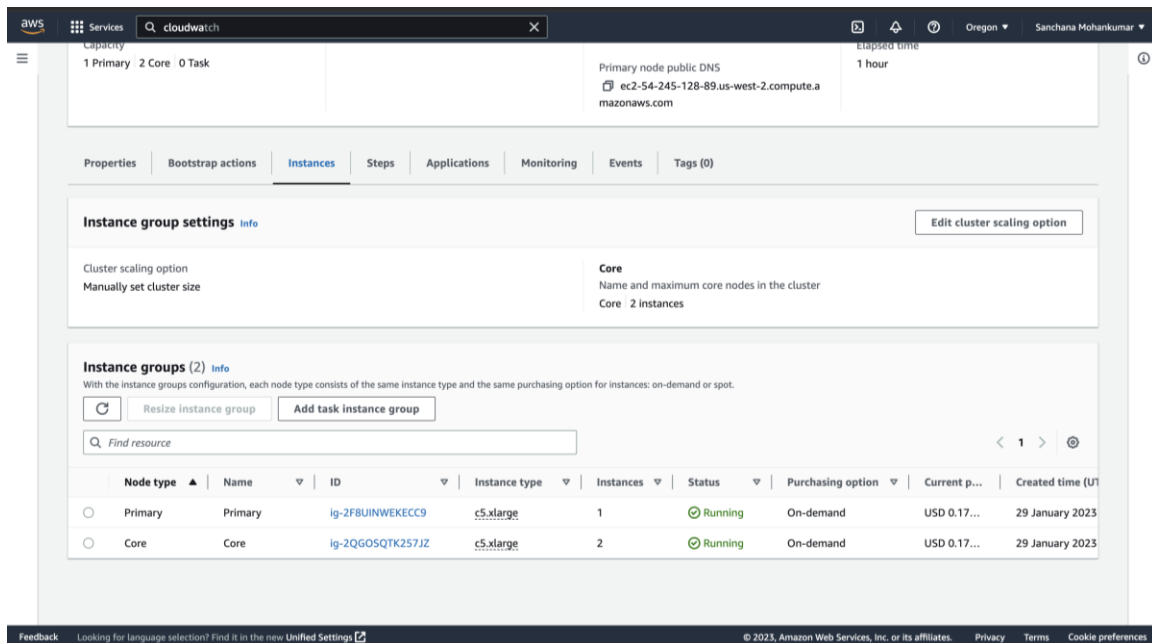 aws
Services
cloudwatch
Oregon
Sanchana Mohankumar
Capacity
1 Primary 2 Core 0 Task
Primary node public DNS
ec2-54-245-128-89.us-west-2.compute.a
mazonaws.com
Elapsed time
1 hour
Properties
Bootstrap actions
Instances
Steps
Applications
Monitoring
Events
Tags (0)
Instance group settings Info
Edit cluster scaling option
Cluster scaling option
Manually set cluster size
Core
Name and maximum core nodes in the cluster
Core 2 instances
Instance groups (2) Info
With the instance groups configuration, each node type consists of the same instance type and the same purchasing option for instances: on-demand or spot.
Resize instance group
Add task instance group
Find resource
1
Node type Name ID Instance type Instances Status Purchasing option Current p... Created time (UT
Primary Primary ig-2F8UINWEKECC9 c5.xlarge 1 Running On-demand USD 0.17... 29 January 2023
Core Core ig-2QGOSQTK257JZ c5.xlarge 2 Running On-demand USD 0.17... 29 January 2023
Feedback
Looking for language selection? Find it in the new Unified Settings
© 2023, Amazon Web Services, Inc. or its affiliates.
Privacy
Terms
Cookie preferences